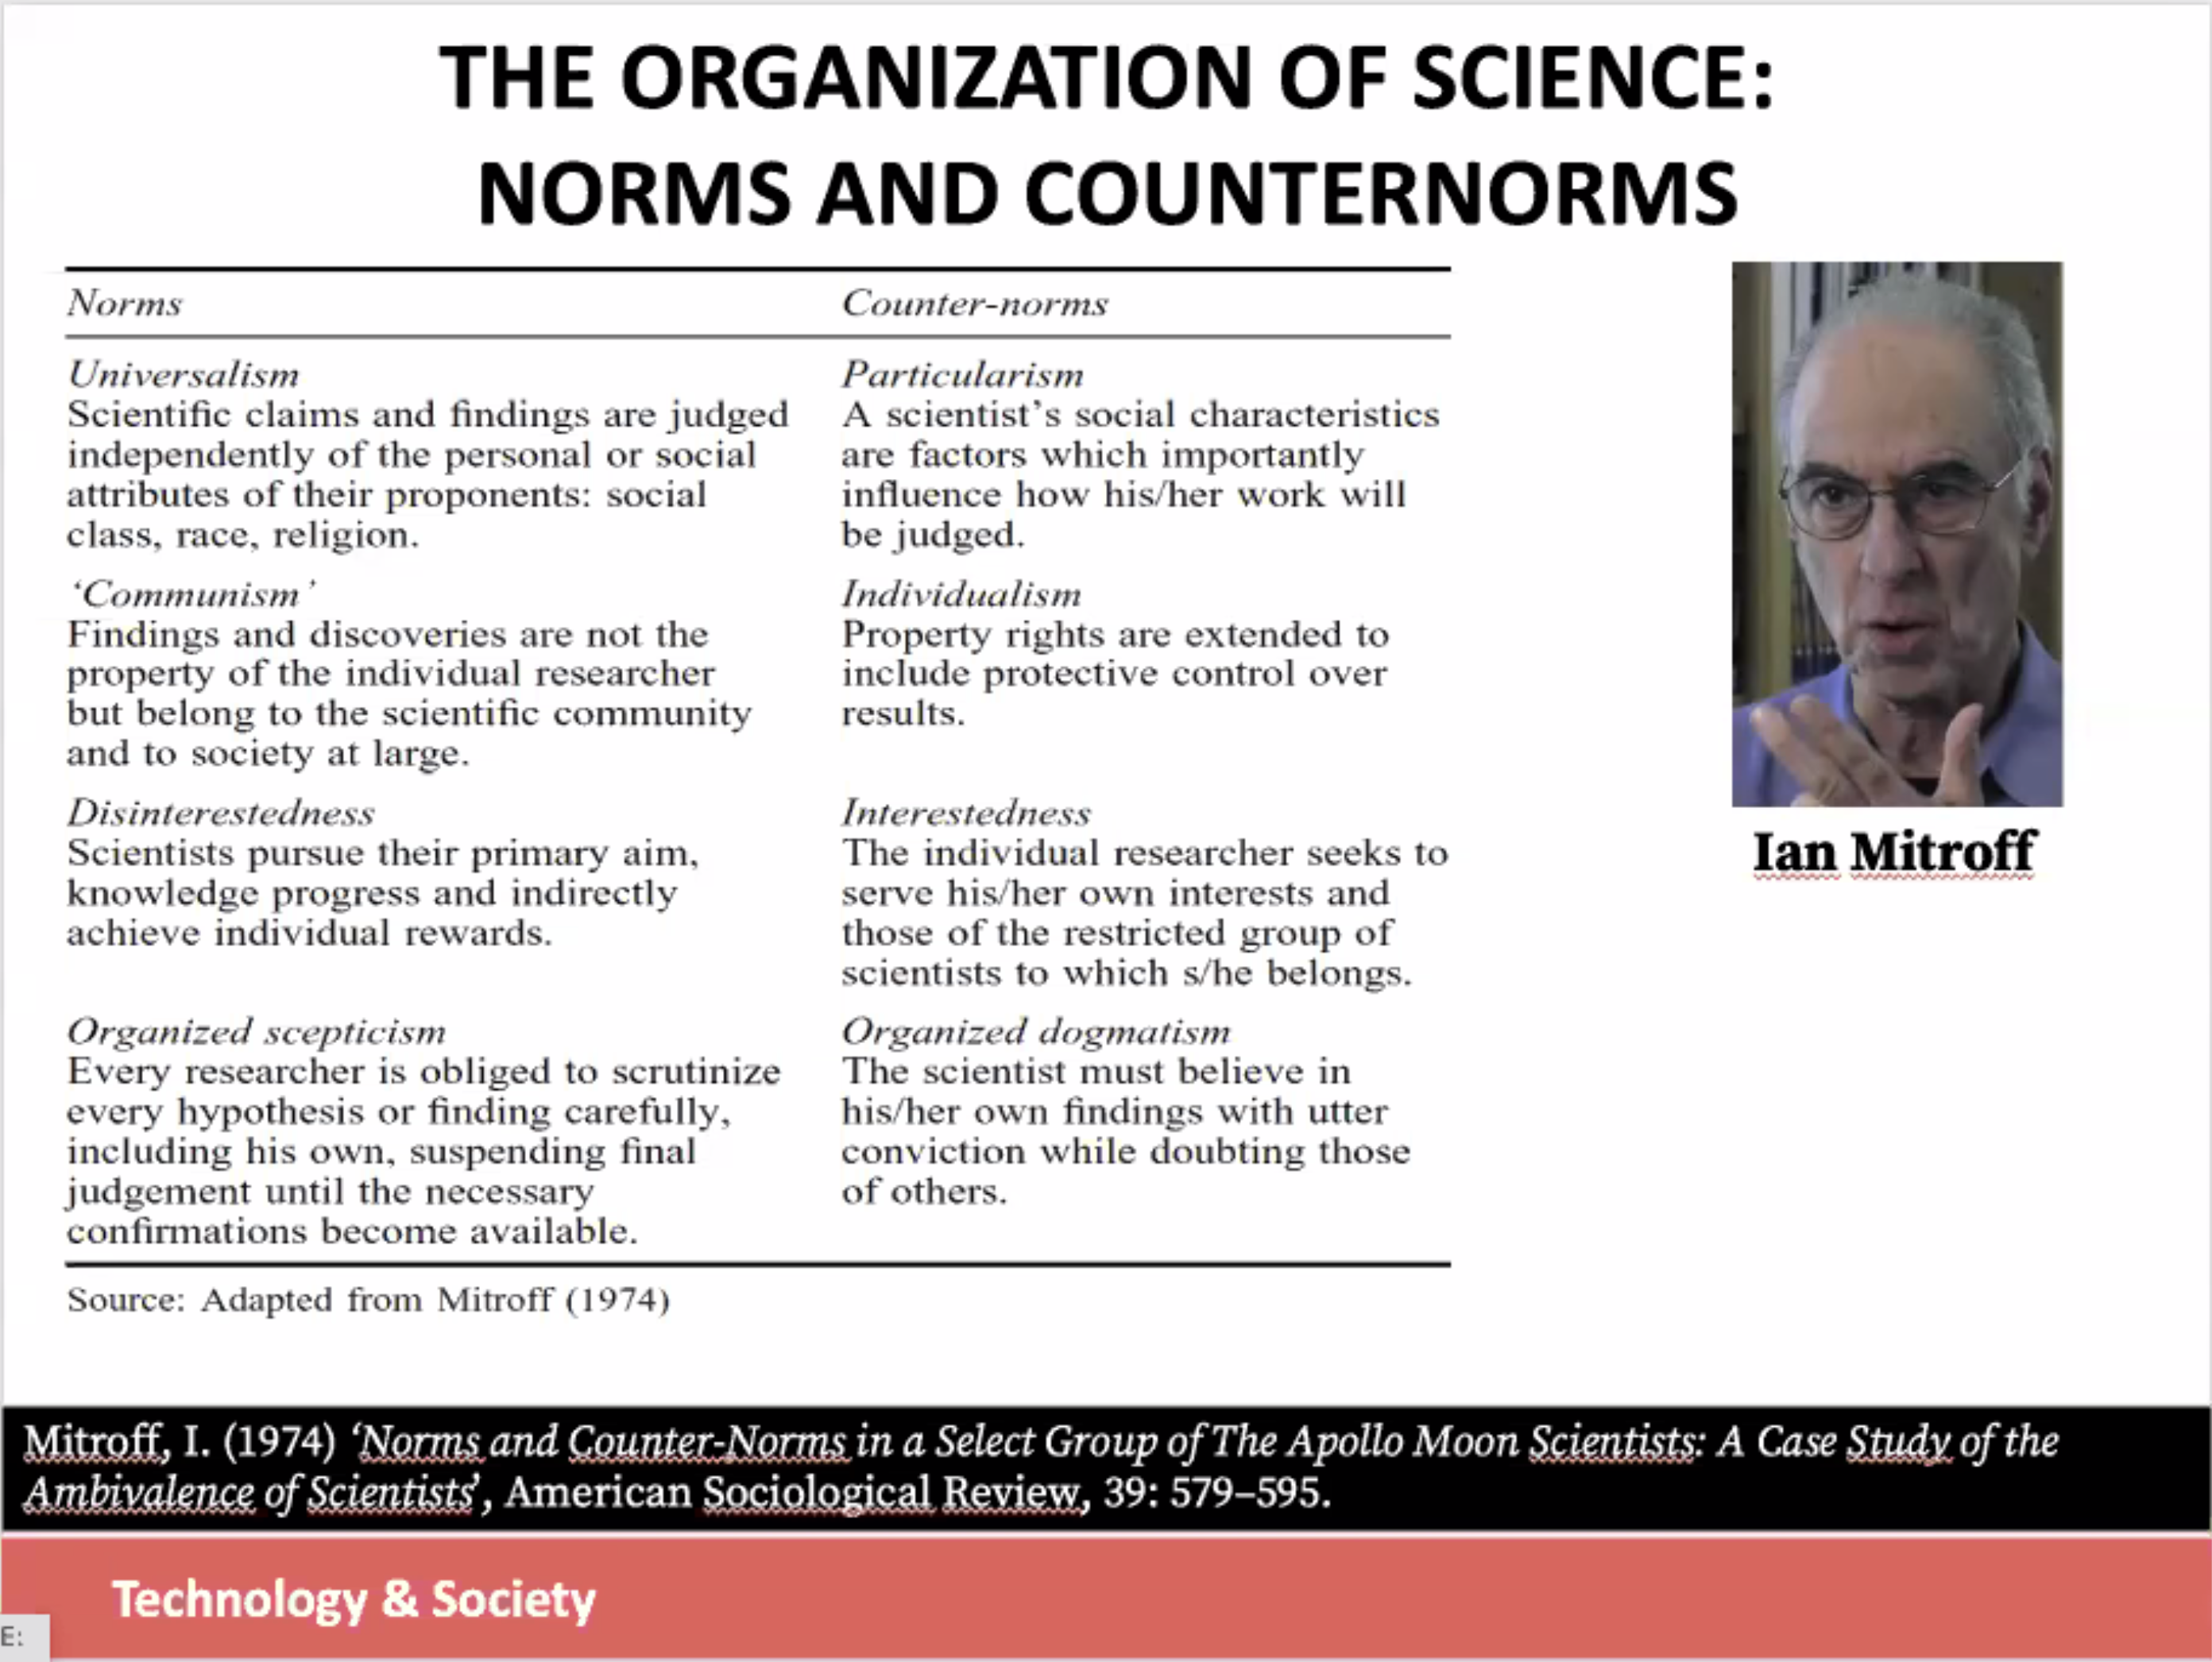 THE ORGANIZATION OF SCIENCE:
NORMS AND COUNTERNORMS
Norms
Counter-norms
Universalism
Scientific claims and findings are judged
independently of the personal or social
attributes of their proponents: social
class, race, religion.
Particularism
A scientist's social characteristics
are factors which importantly
influence how his/her work will
be judged.
'Communism'
Findings and discoveries are not the
property of the individual researcher
but belong to the scientific community
and to society at large.
Individualism
Property rights are extended to
include protective control over
results.
Disinterestedness
Scientists pursue their primary aim,
knowledge progress and indirectly
achieve individual rewards.
Interestedness
The individual researcher seeks to
serve his/her own interests and
those of the restricted group of
scientists to which s/he belongs.
Organized scepticism
Every researcher is obliged to scrutinize
every hypothesis or finding carefully,
including his own, suspending final
judgement until the necessary
confirmations become available.
Organized dogmatism
The scientist must believe in
his/her own findings with utter
conviction while doubting those
of others.
Source: Adapted from Mitroff (1974)
Ian Mitroff
Mitroff, I. (1974) 'Norms and Counter-Norms in a Select Group of The Apollo Moon Scientists: A Case Study of the
Ambivalence of Scientists', American Sociological Review, 39: 579–595.
Technology & Society
E: